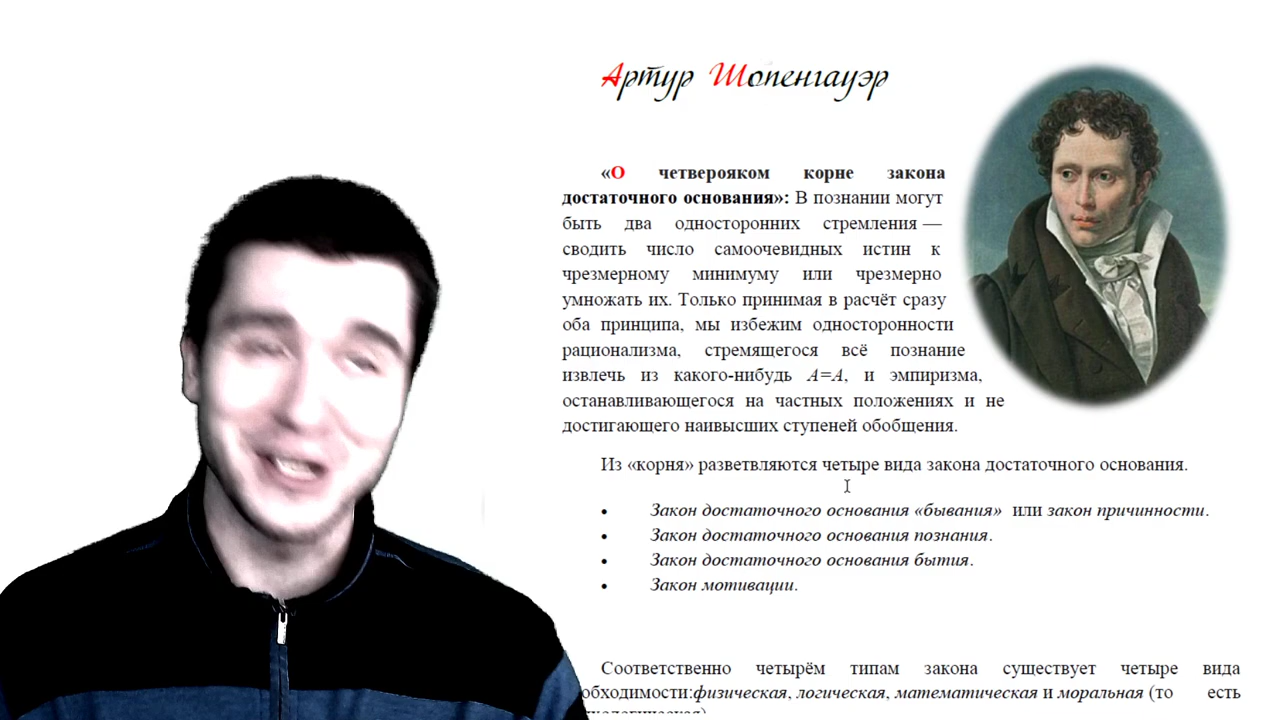 Артур Шопенгауэр
«О четверояком корне закона
достаточного основания»: В познании могут
быть два односторонних стремления —
сводить число самоочевидных истин к
чрезмерному минимуму или чрезмерно
умножать их. Только принимая в расчёт сразу
оба принципа, мы избежим односторонности
рационализма, стремящегося всё познание
извлечь из какого-нибудь A=A, и эмпиризма,
останавливающегося на частных положениях и не
достигающего наивысших ступеней обобщения.
Из «корня» разветвляются четыре вида закона достаточного основания.
• Закон достаточного основания «бывания» или закон причинности.
• Закон достаточного основания познания.
• Закон достаточного основания бытия.
• Закон мотивации.
Соответственно четырём типам закона существует четыре вида
обходимости:физическая, логическая, математическая и моральная (то есть